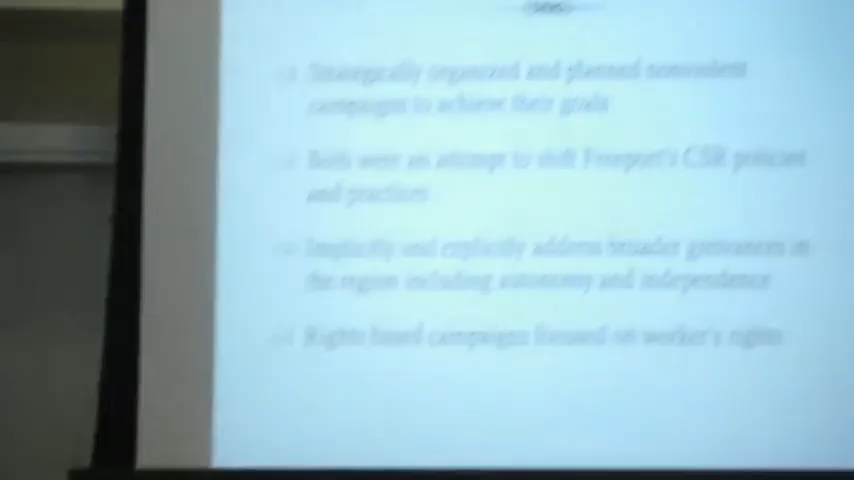 Strategically organized and planned nonviolent
campaigns to achieve their goals
Both were an attempt to shift Freeport's CSR policies
and practices
Implicitly and explicitly address broader grievances in
the region including autonomy and independence
Rights based campaigns focused on worker's rights